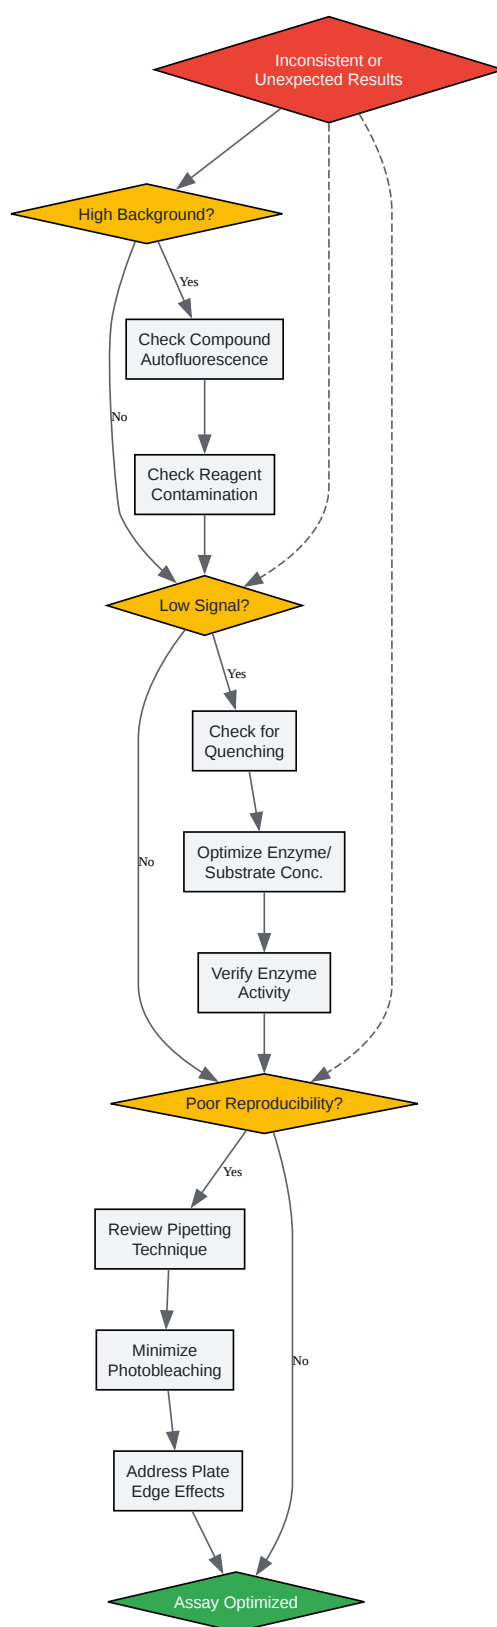 Inconsistent or
Unexpected Results
High Background?
Yes
Check Compound
Autofluorescence
No
Check Reagent
Contamination
Low Signal?
Yes
Check for
Quenching
Optimize Enzyme/
Substrate Conc.
No
Verify Enzyme
Activity
Poor Reproducibility?
Yes
Review Pipetting
Technique
Minimize
Photobleaching
No
Address Plate
Edge Effects
Assay Optimized